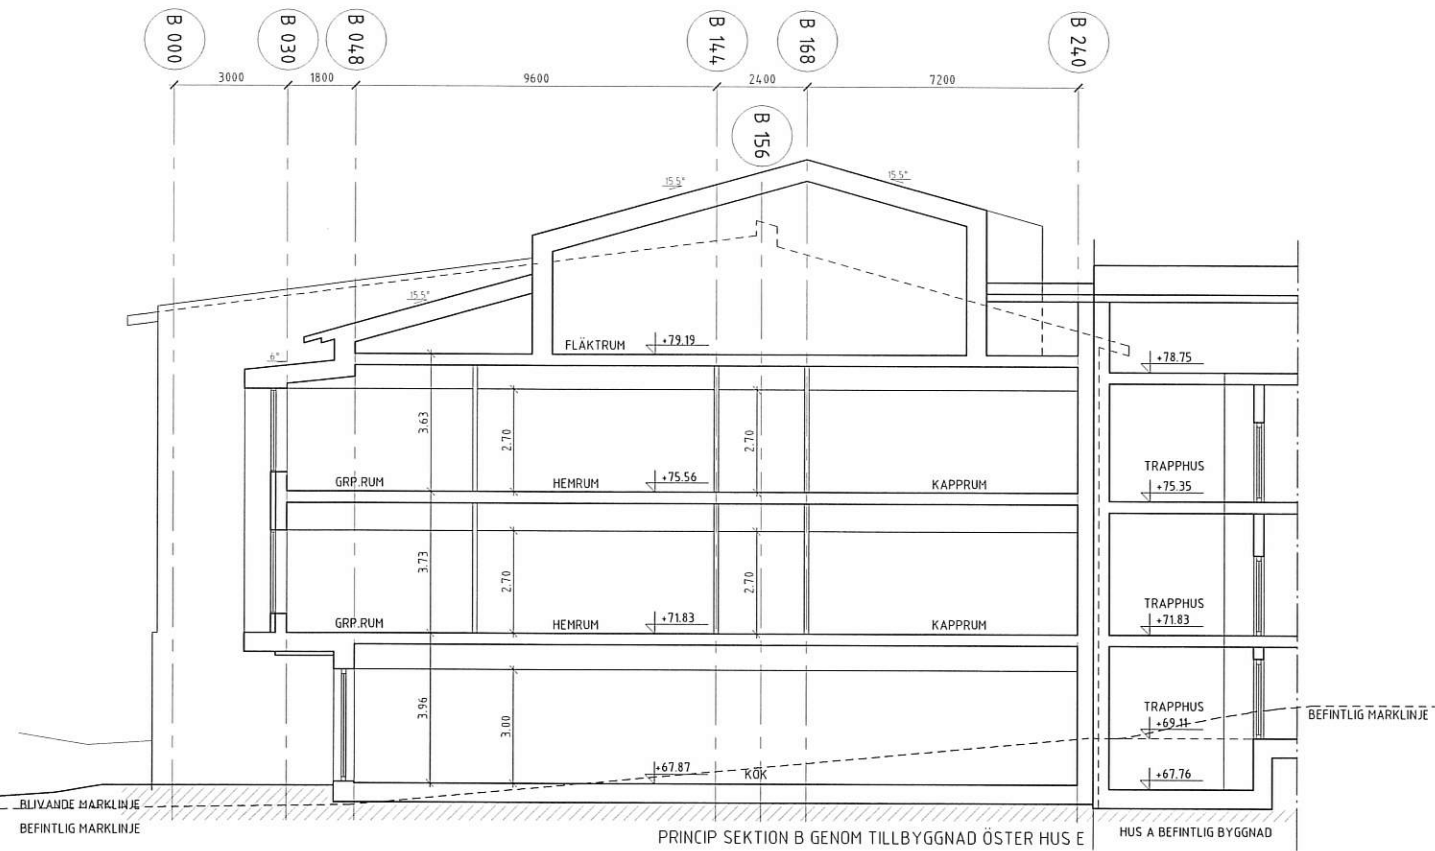 B 000
B 030
B 048
B 144
B 168
B 240
3000
1800
9600
2400
7200
B 156
15.5°
15.5°
15.5°
6°
FLÄKTRUM
+79.19
+78.75
3.63
2.70
2.70
GRP.RUM
HEMRUM
+75.56
KAPPRUM
TRAPPHUS
+75.35
3.73
2.70
2.70
GRP.RUM
HEMRUM
+71.83
KAPPRUM
TRAPPHUS
+71.83
3.96
3.00
TRAPPHUS
+69.11
BEFINTLIG MARKLINJE
+67.87
KÖK
+67.76
BLIVANDE MARKLINJE
BEFINTLIG MARKLINJE
PRINCIP SEKTION B GENOM TILLBYGGNAD ÖSTER HUS E
HUS A BEFINTLIG BYGGNAD